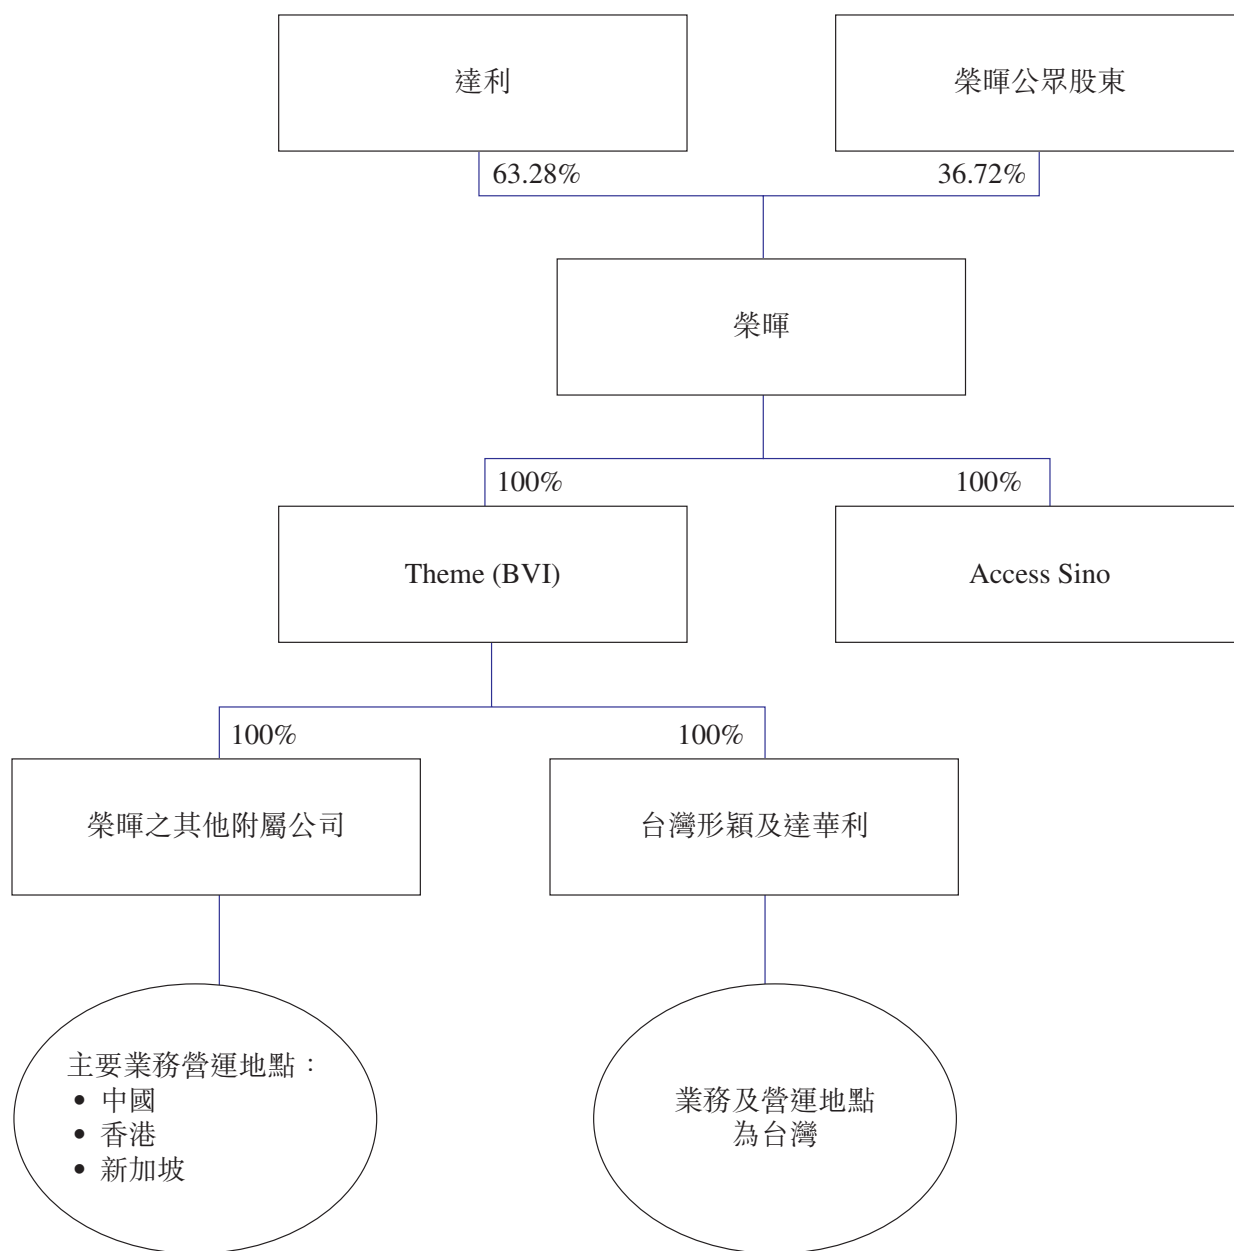 達利
榮暉公眾股東
63.28%
36.72%
榮暉
100%
100%
Theme (BVI)
Access Sino
100%
100%
榮暉之其他附屬公司
台灣形穎及達華利
主要業務營運地點：
• 中國
• 香港
• 新加坡
業務及營運地點
為台灣